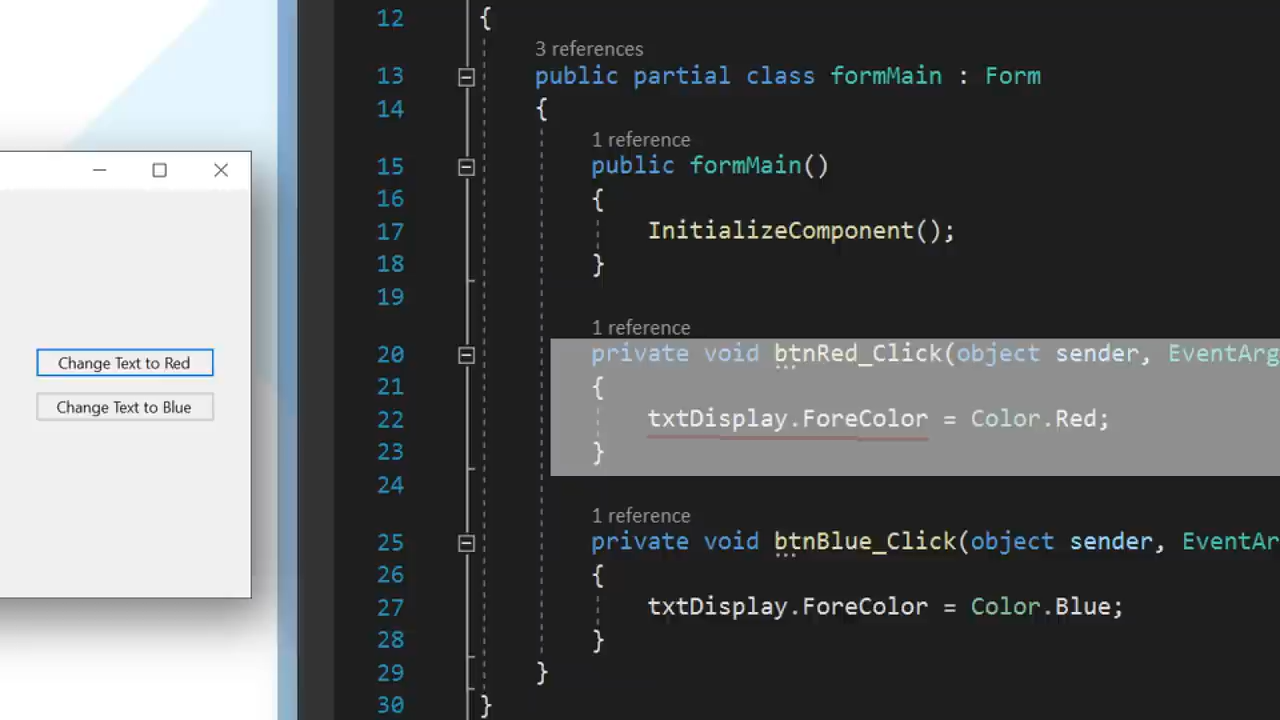 12 {
3 references
13 public partial class formMain : Form
14 {
1 reference
15 public formMain()
16 {
17 InitializeComponent();
18 }
19
1 reference
20 private void btnRed_Click(object sender, EventArg
21 {
22 txtDisplay.ForeColor = Color.Red;
23 }
24
1 reference
25 private void btnBlue_Click(object sender, EventAr
26 {
27 txtDisplay.ForeColor = Color.Blue;
28 }
29 }
30 }
Change Text to Red
Change Text to Blue